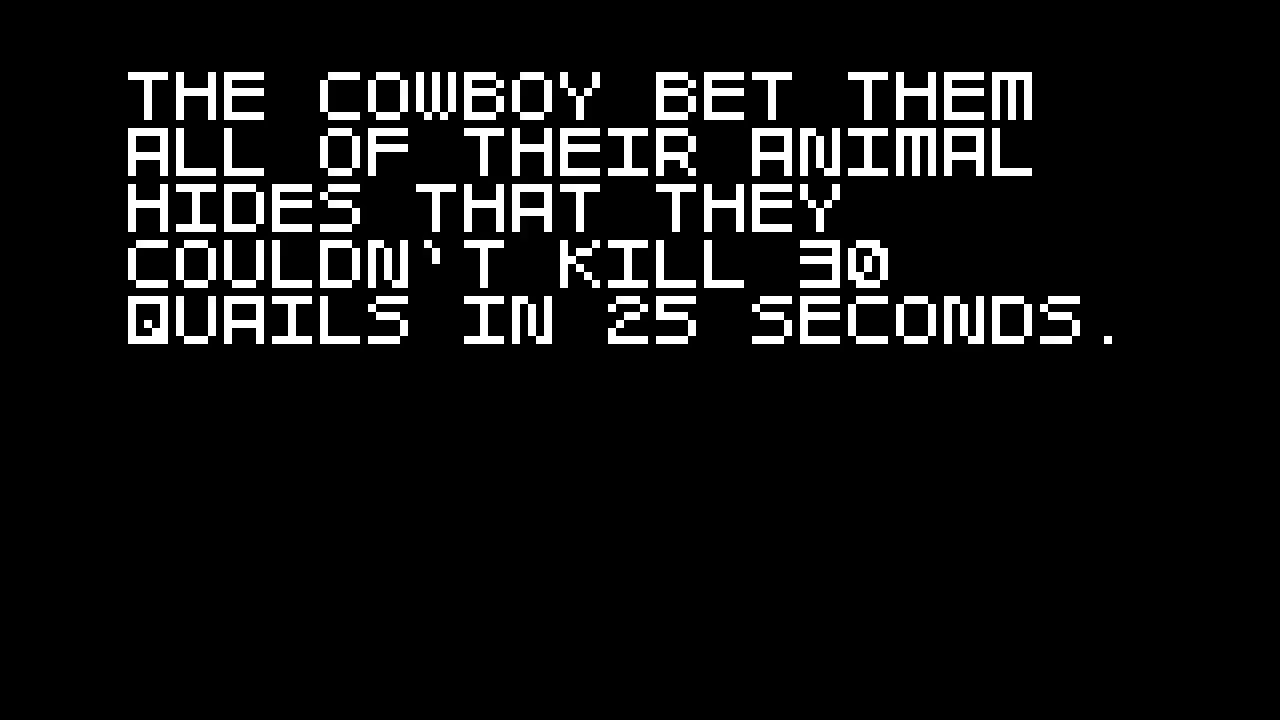 THE COWBOY BET THEM
ALL OF THEIR ANIMAL
HIDES THAT THEY
COULDN'T KILL 30
QUAILS IN 25 SECONDS.